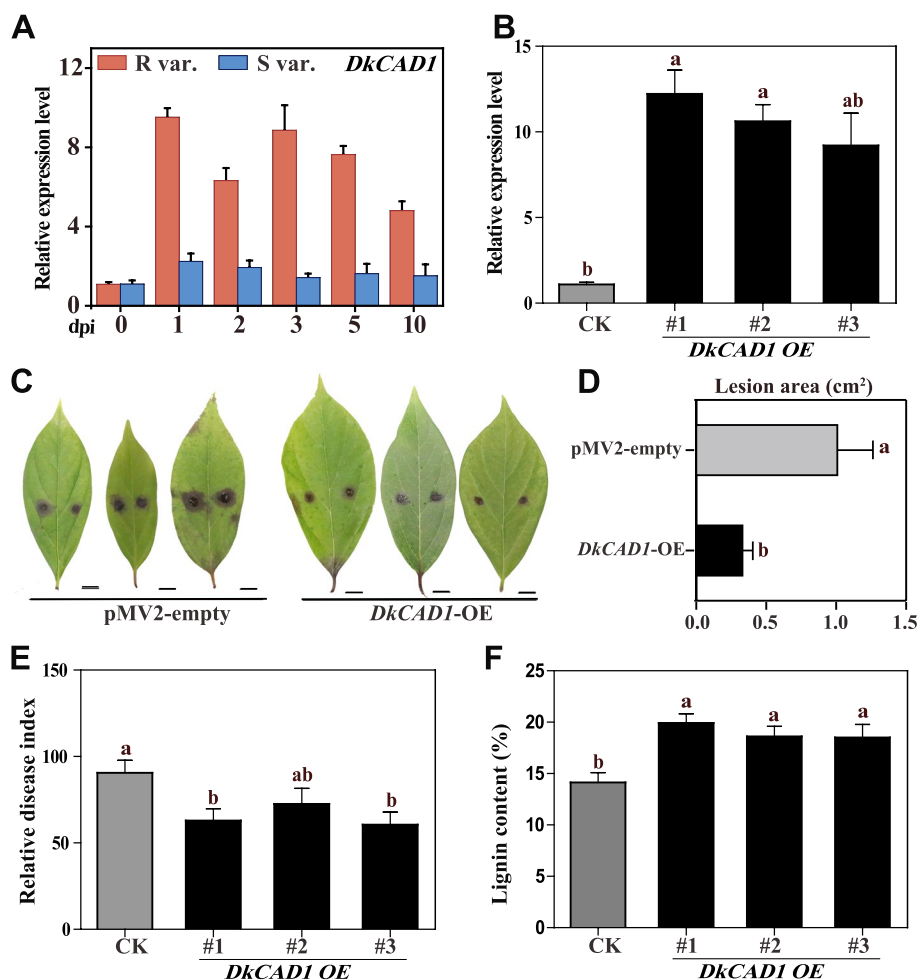 A
R var. S var. DkCAD1
Relative expression level
12
8
4
0
dpi 0 1 2 3 5 10
B
Relative expression level
15
10
5
0
b a a ab
CK #1 #2 #3
DkCAD1 OE
C
pMV2-empty DkCAD1-OE
D
Lesion area (cm²)
pMV2-empty a
DkCAD1-OE b
0.0 0.5 1.0 1.5
E
Relative disease index
150
100
50
0
a b ab b
CK #1 #2 #3
DkCAD1 OE
F
Lignin content (%)
25
20
15
10
5
0
b a a a
CK #1 #2 #3
DkCAD1 OE